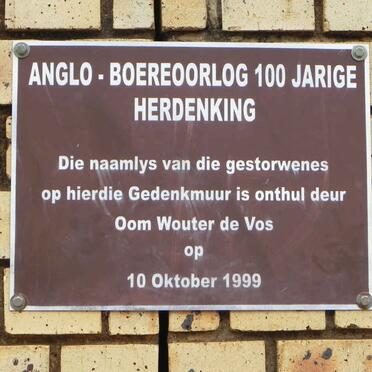 ANGLO - BOEREOORLOG 100 JARIGE
HERDENKING
Die naamlys van die gestorwenes
op hierdie Gedenkmuur is onthul deur
Oom Wouter de Vos
op
10 Oktober 1999